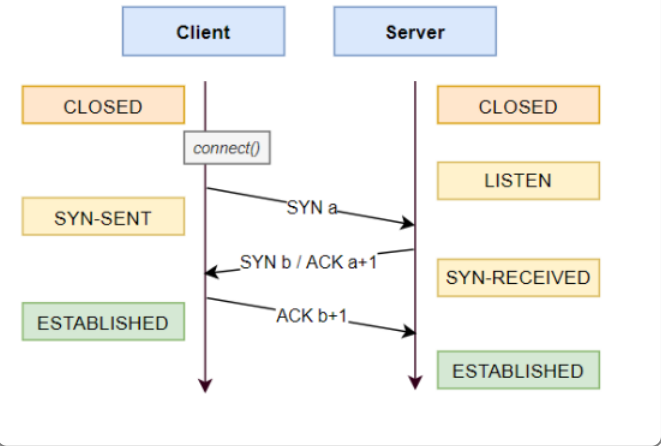 Client
Server
CLOSED
CLOSED
connect()
LISTEN
SYN a
SYN-SENT
SYN b / ACK a+1
SYN-RECEIVED
ACK b+1
ESTABLISHED
ESTABLISHED